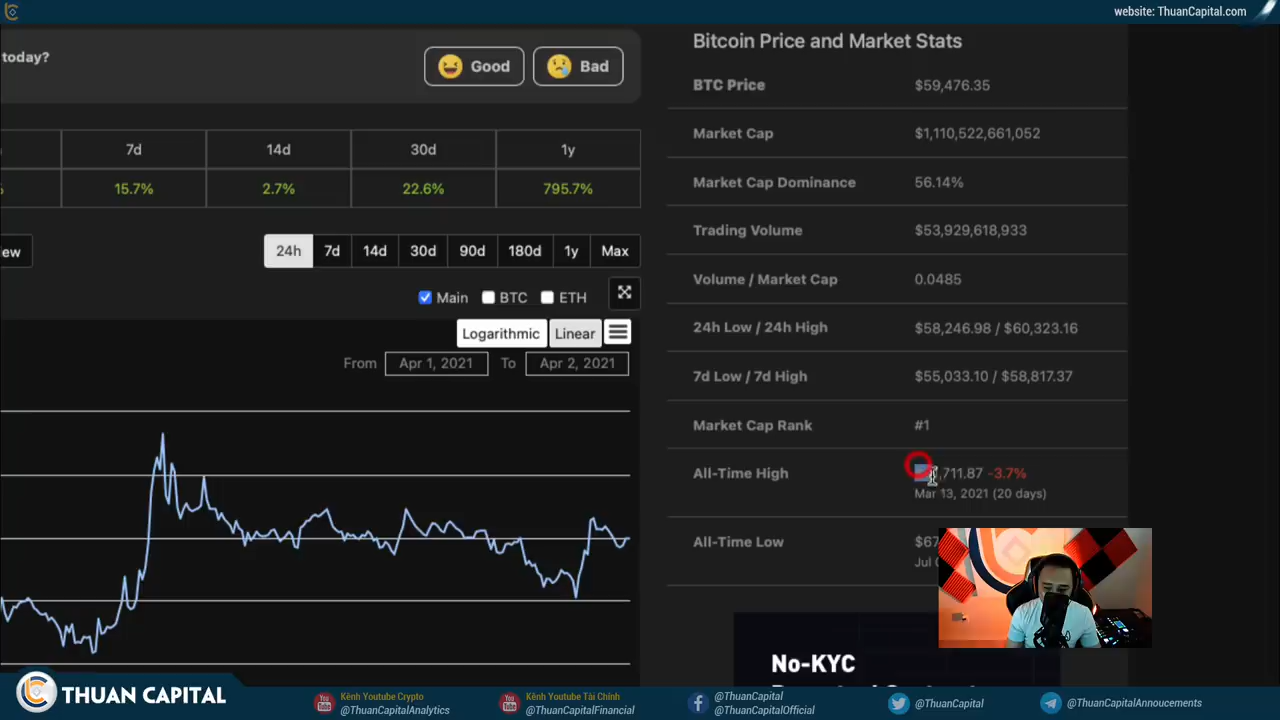 website: ThuanCapital.com
today?
Good
Bad
7d 14d 30d 1y
15.7% 2.7% 22.6% 795.7%
24h 7d 14d 30d 90d 180d 1y Max
Main BTC ETH
Logarithmic Linear
From Apr 1, 2021 To Apr 2, 2021
Bitcoin Price and Market Stats
BTC Price $59,476.35
Market Cap $1,110,522,661,052
Market Cap Dominance 56.14%
Trading Volume $53,929,618,933
Volume / Market Cap 0.0485
24h Low / 24h High $58,246.98 / $60,323.16
7d Low / 7d High $55,033.10 / $58,817.37
Market Cap Rank #1
All-Time High ,711.87 -3.7%
Mar 13, 2021 (20 days)
All-Time Low $67
Jul
No-KYC
THUAN CAPITAL
Kênh Youtube Crypto
@ThuanCapitalAnalytics
Kênh Youtube Tài Chính
@ThuanCapitalFinancial
@ThuanCapital
@ThuanCapitalOfficial
@ThuanCapital
@ThuanCapitalAnnoucements